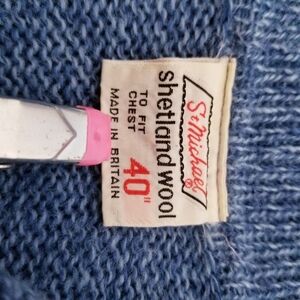 St Michael
shetland wool
TO FIT
CHEST 40"
MADE IN BRITAIN